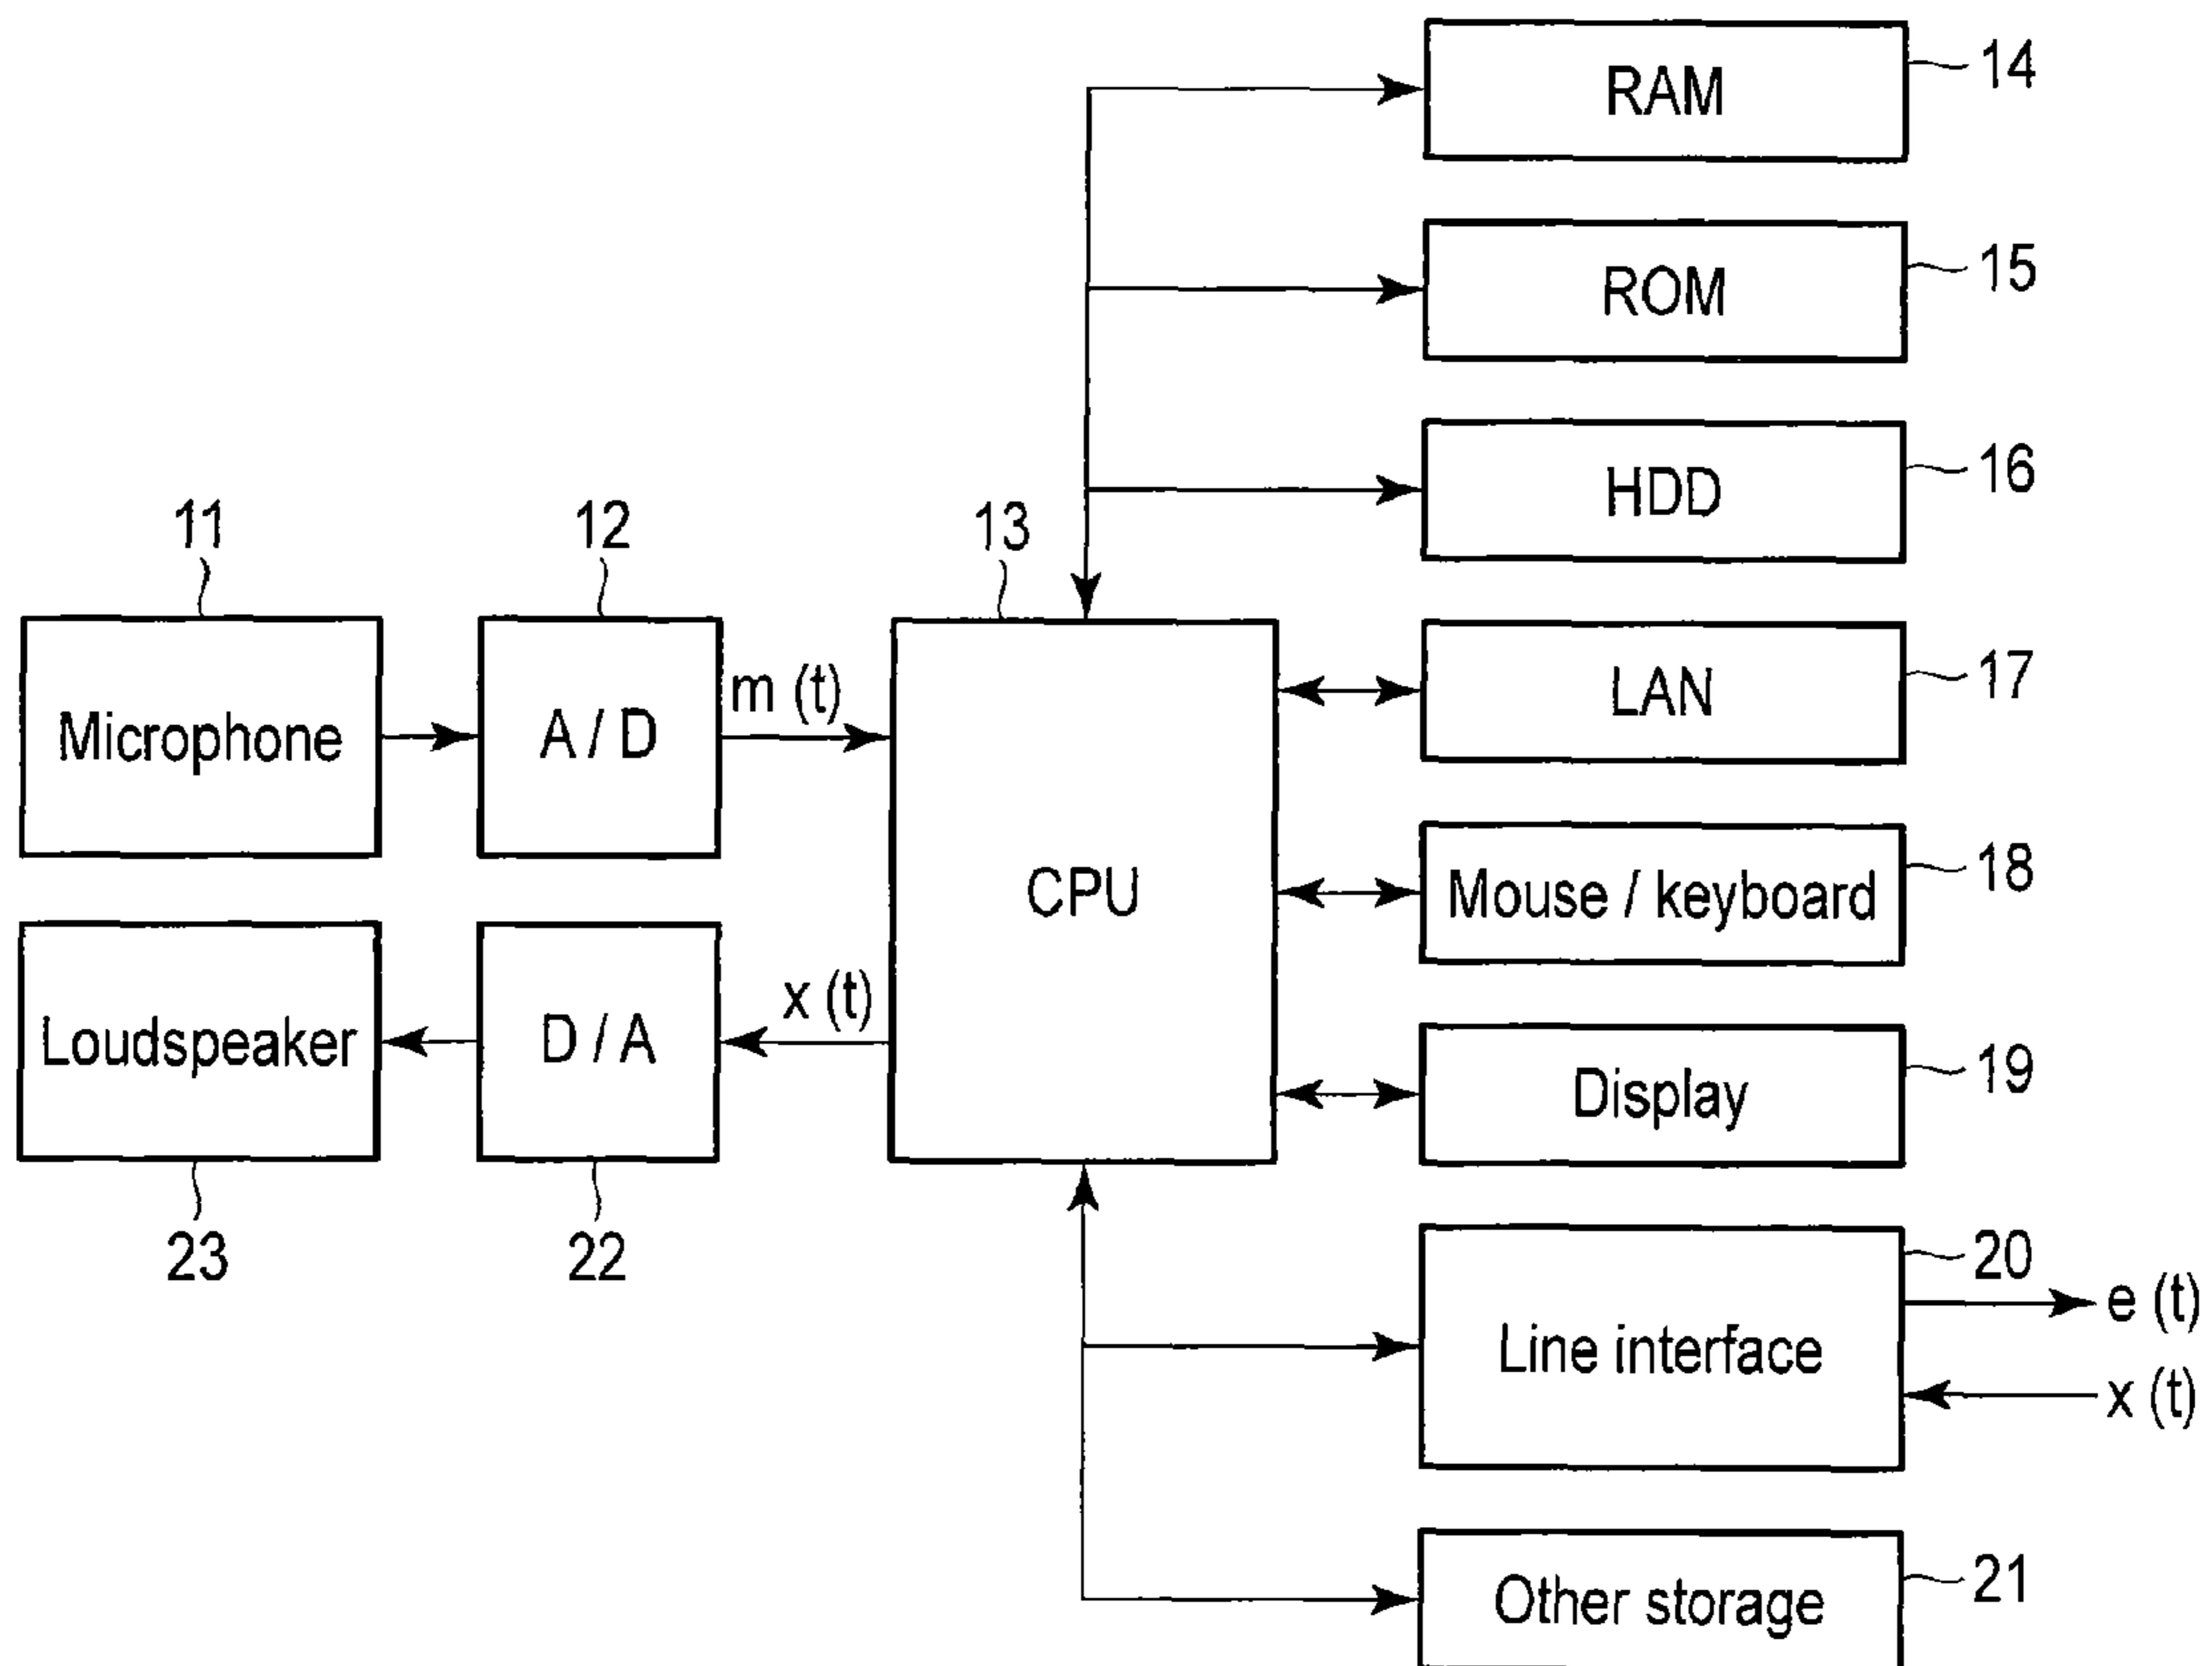 RAM
14
ROM
15
HDD
16
11
12
13
Microphone
A / D
m (t)
CPU
LAN
17
Mouse / keyboard
18
Loudspeaker
D / A
x (t)
Display
19
23
22
Line interface
20
e (t)
x (t)
Other storage
21